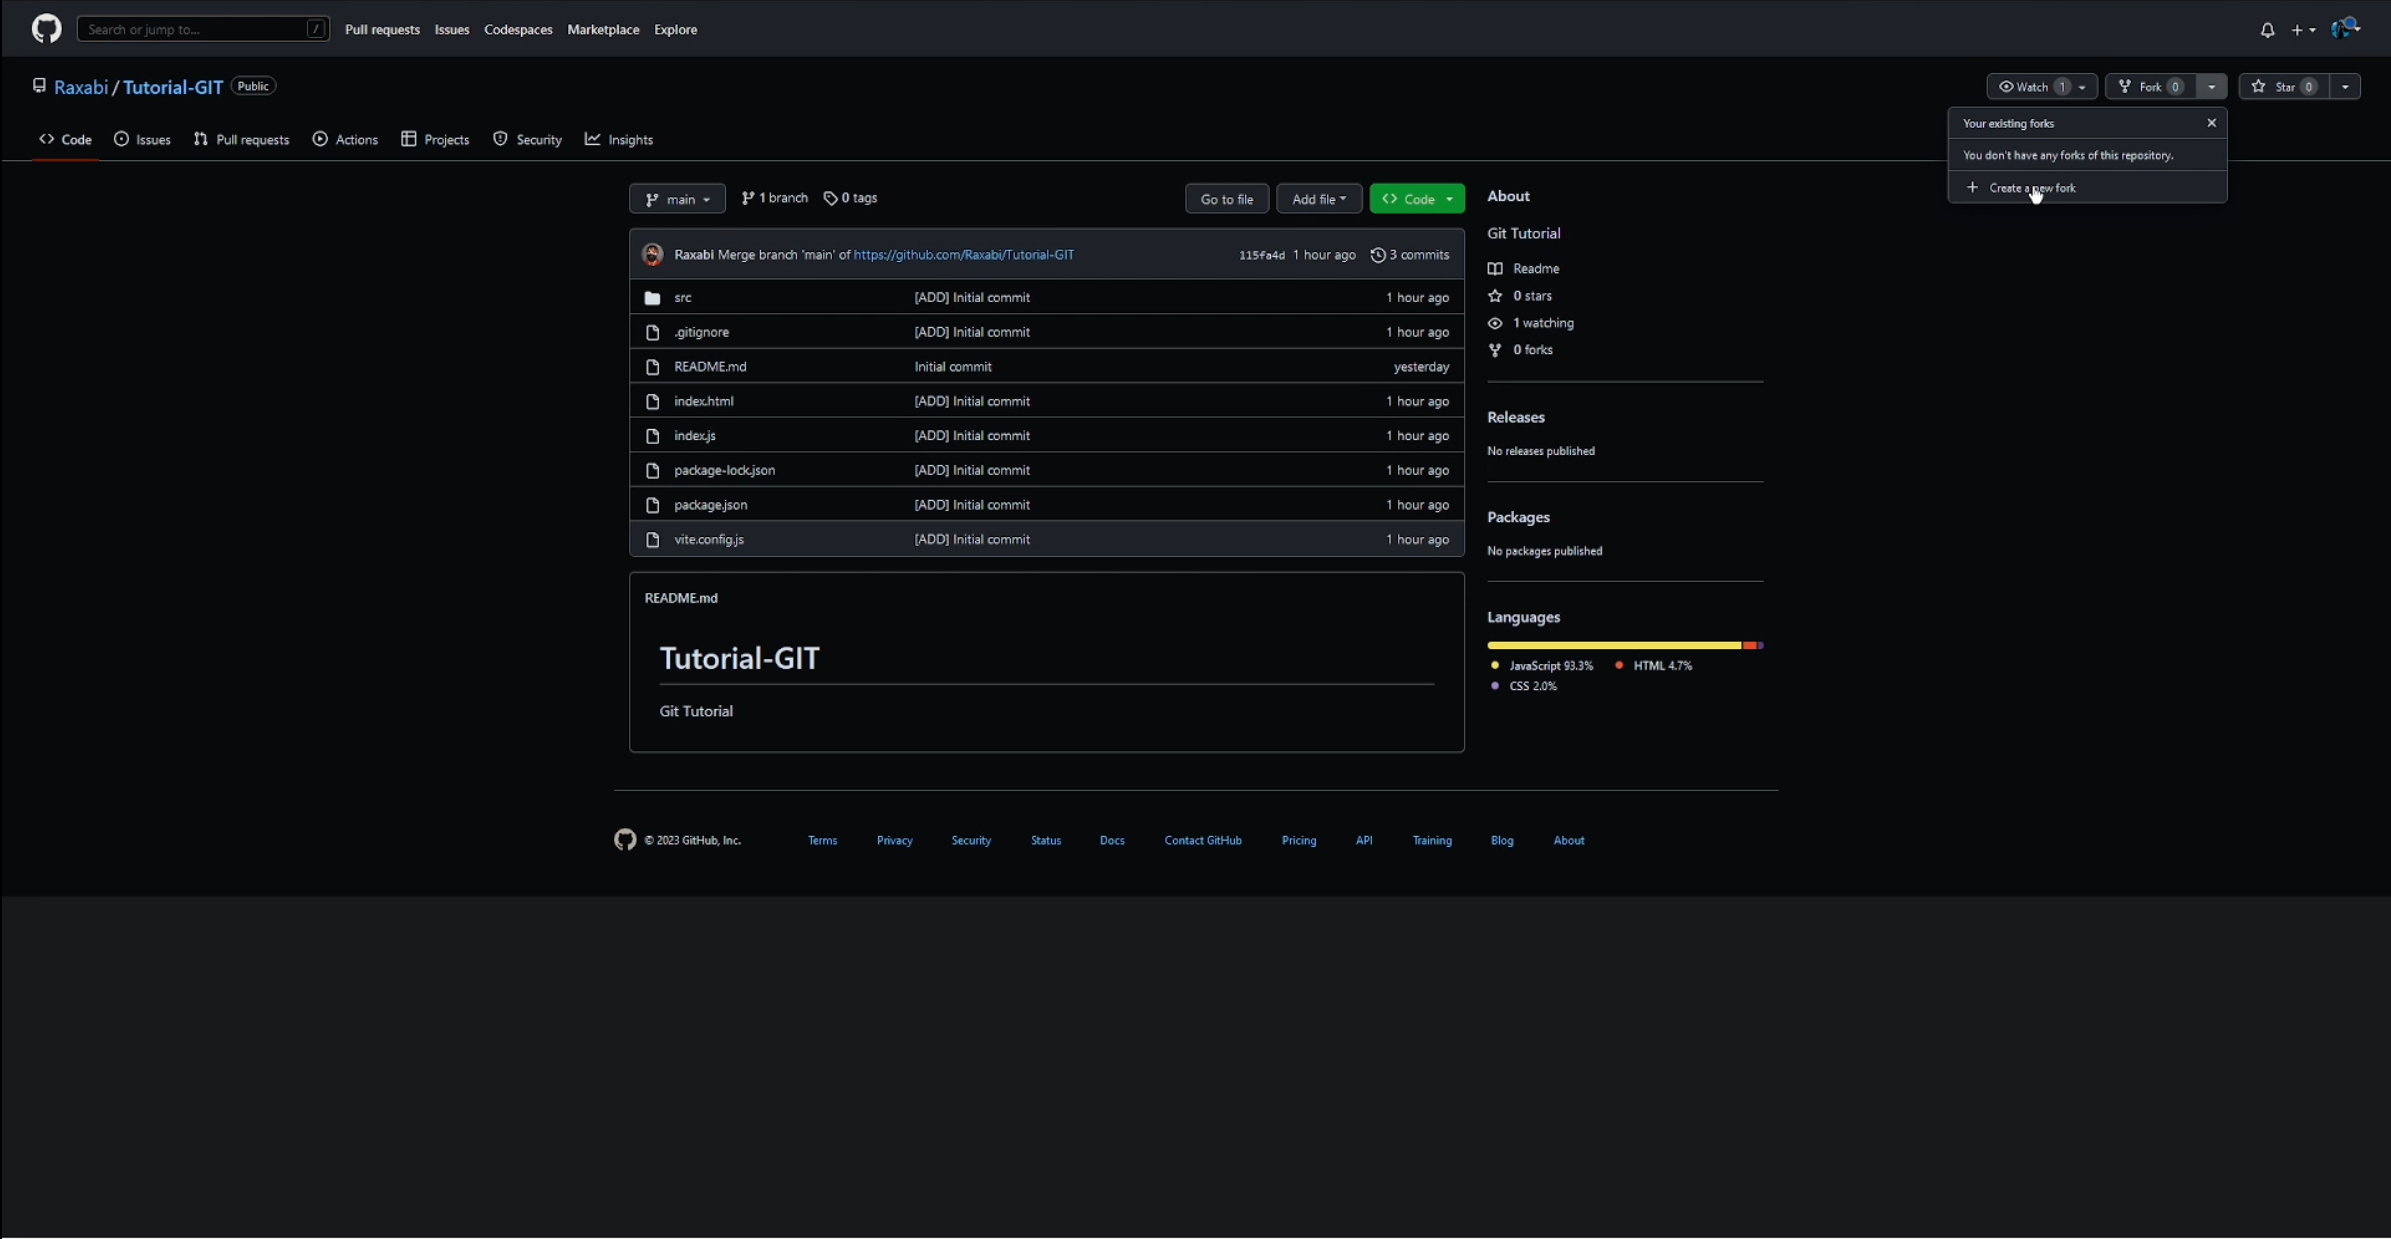 Search or jump to... / Pull requests Issues Codespaces Marketplace Explore
Raxabi / Tutorial-GIT Public
Watch 1 Fork 0 Star 0
Your existing forks
You don't have any forks of this repository.
Create a new fork
Code Issues Pull requests Actions Projects Security Insights
main 1 branch 0 tags Go to file Add file Code
Raxabi Merge branch 'main' of https://github.com/Raxabi/Tutorial-GIT 115fa4d 1 hour ago 3 commits
src [ADD] Initial commit 1 hour ago
.gitignore [ADD] Initial commit 1 hour ago
README.md Initial commit yesterday
index.html [ADD] Initial commit 1 hour ago
index.js [ADD] Initial commit 1 hour ago
package-lock.json [ADD] Initial commit 1 hour ago
package.json [ADD] Initial commit 1 hour ago
vite.config.js [ADD] Initial commit 1 hour ago
README.md
Tutorial-GIT
Git Tutorial
About
Git Tutorial
Readme
0 stars
1 watching
0 forks
Releases
No releases published
Packages
No packages published
Languages
JavaScript 93.3% HTML 4.7%
CSS 2.0%
© 2023 GitHub, Inc. Terms Privacy Security Status Docs Contact GitHub Pricing API Training Blog About